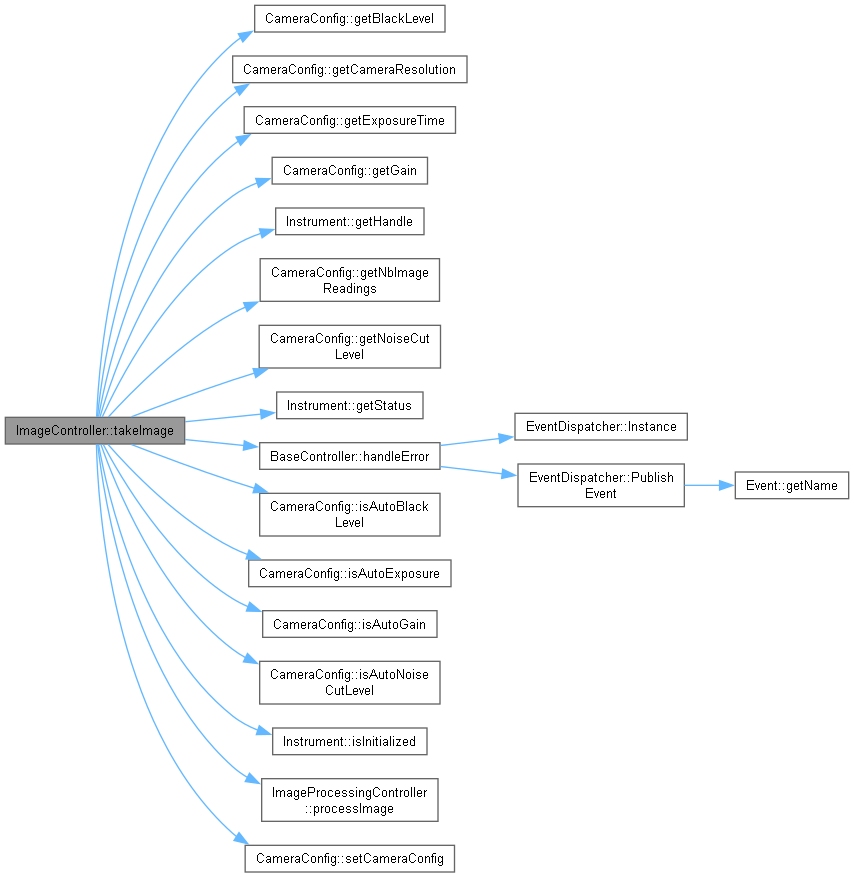 CameraConfig::getBlackLevel
CameraConfig::getCameraResolution
CameraConfig::getExposureTime
CameraConfig::getGain
Instrument::getHandle
CameraConfig::getNbImage
Readings
CameraConfig::getNoiseCut
Level
ImageController::takeImage
Instrument::getStatus
BaseController::handleError
EventDispatcher::Instance
EventDispatcher::Publish
Event
Event::getName
CameraConfig::isAutoBlack
Level
CameraConfig::isAutoExposure
CameraConfig::isAutoGain
CameraConfig::isAutoNoise
CutLevel
Instrument::isInitialized
ImageProcessingController
::processImage
CameraConfig::setCameraConfig